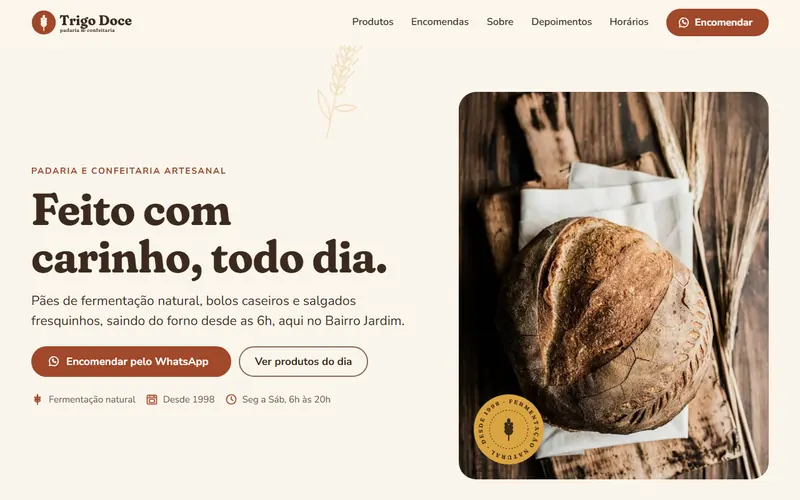 Trigo Doce
padaria & confeitaria
Produtos
Encomendas
Sobre
Depoimentos
Horários
Encomendar
PADARIA E CONFEITARIA ARTESANAL
Feito com
carinho, todo dia.
Pães de fermentação natural, bolos caseiros e salgados
fresquinhos, saindo do forno desde as 6h, aqui no Bairro Jardim.
Encomendar pelo WhatsApp
Ver produtos do dia
Fermentação natural
Desde 1998
Seg a Sáb, 6h às 20h
DESDE 1998 · FERMENTAÇÃO NATURAL ·